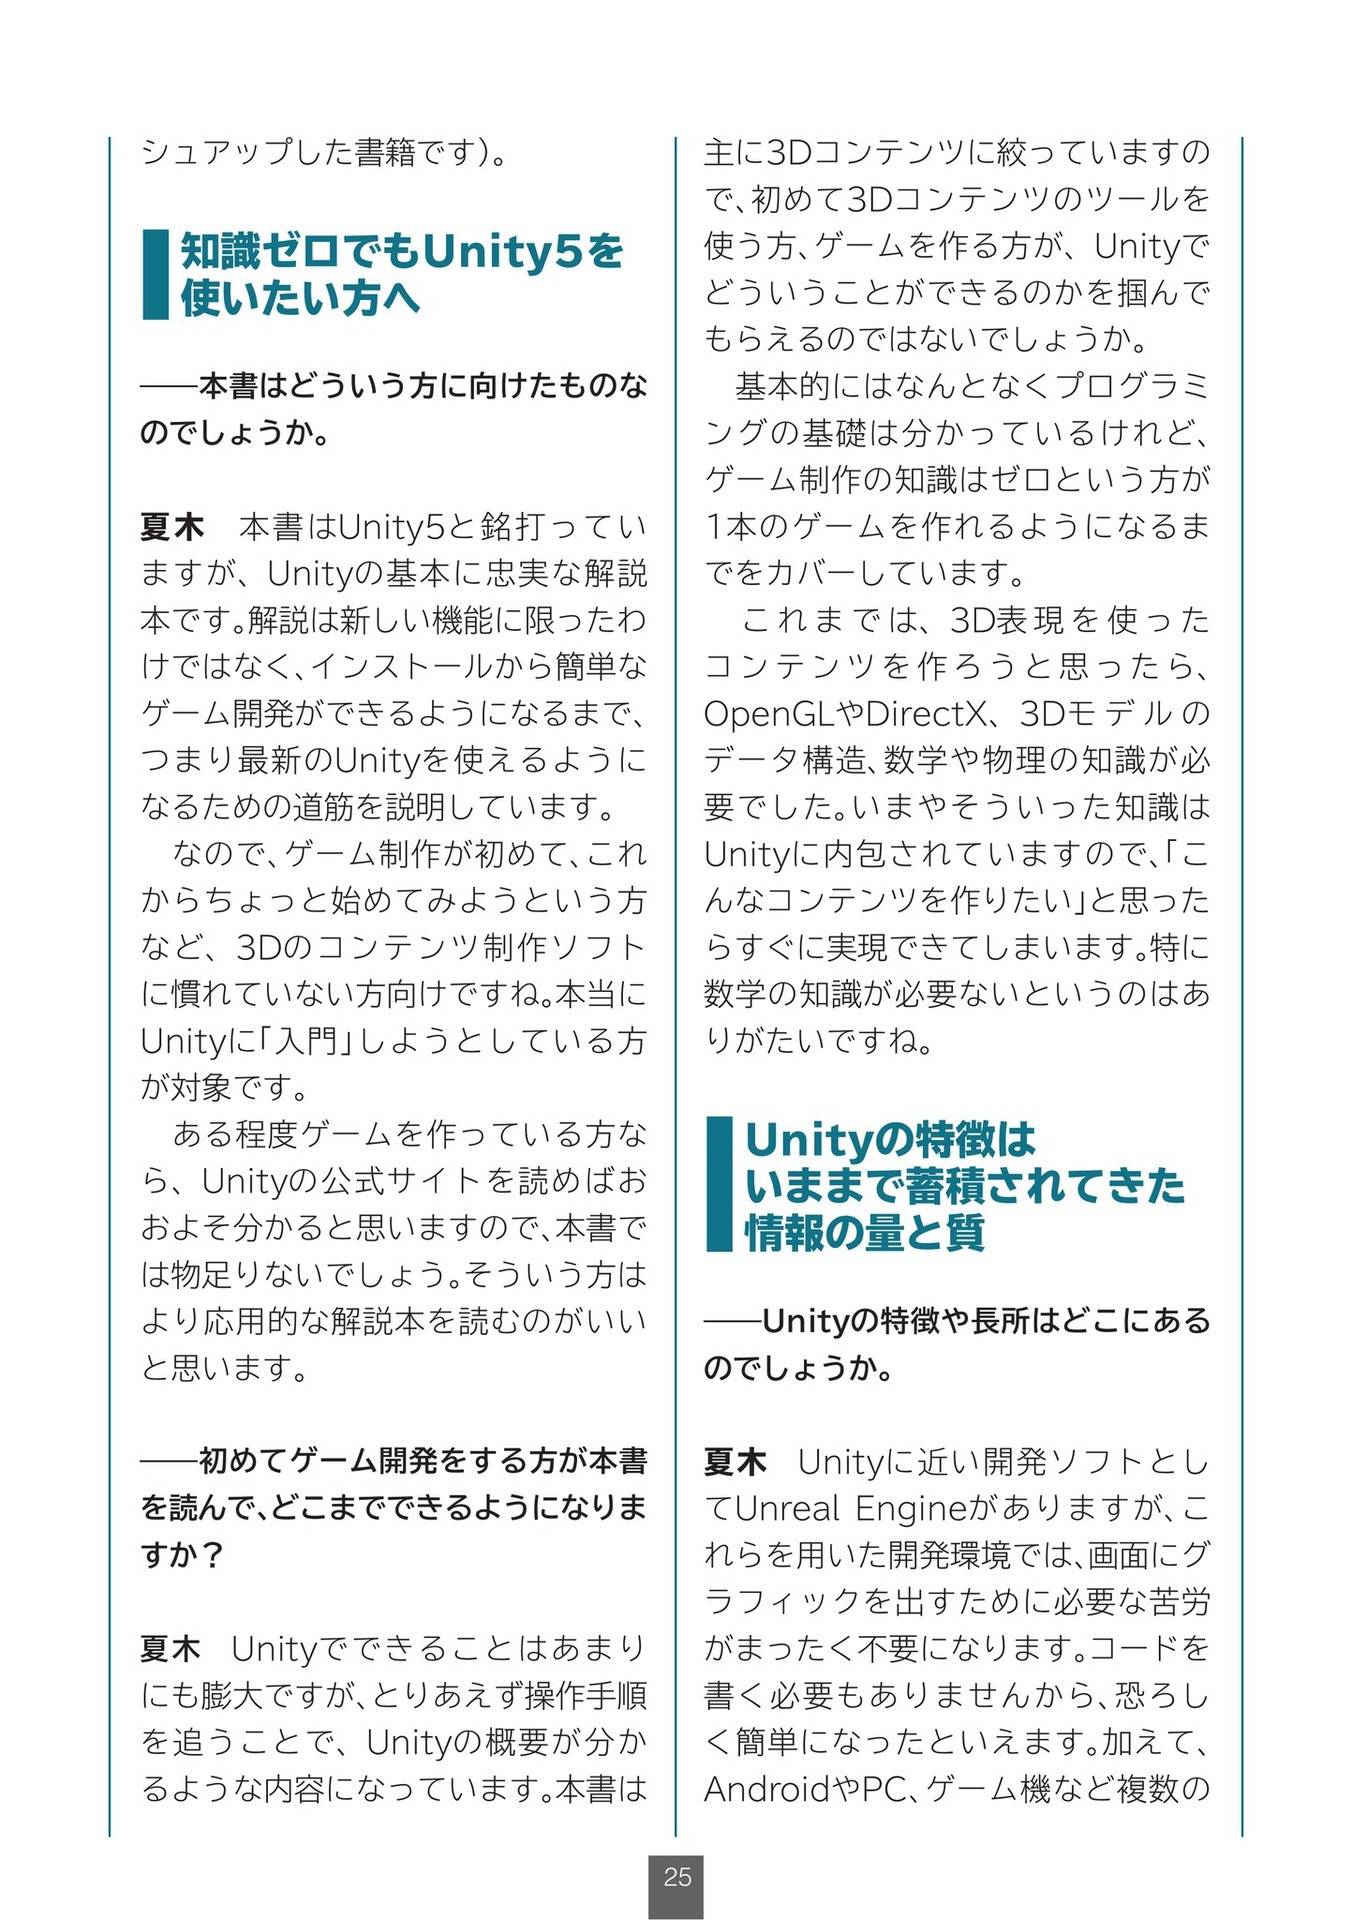 シュアップした書籍です)。
知識ゼロでもUnity5を
使いたい方へ
――本書はどういう方に向けたものな
のでしょうか。
夏木　本書はUnity5と銘打ってい
ますが、Unityの基本に忠実な解説
本です。解説は新しい機能に限ったわ
けではなく、インストールから簡単な
ゲーム開発ができるようになるまで、
つまり最新のUnityを使えるように
なるための道筋を説明しています。
　なので、ゲーム制作が初めて、これ
からちょっと始めてみようという方
など、3Dのコンテンツ制作ソフト
に慣れていない方向けですね。本当に
Unityに「入門」しようとしている方
が対象です。
　ある程度ゲームを作っている方な
ら、Unityの公式サイトを読めばお
およそ分かると思いますので、本書で
は物足りないでしょう。そういう方は
より応用的な解説本を読むのがいい
と思います。
――初めてゲーム開発をする方が本書
を読んで、どこまでできるようになりま
すか？
夏木　Unityでできることはあまり
にも膨大ですが、とりあえず操作手順
を追うことで、Unityの概要が分か
るような内容になっています。本書は
主に3Dコンテンツに絞っていますの
で、初めて3Dコンテンツのツールを
使う方、ゲームを作る方が、Unityで
どういうことができるのかを掴んで
もらえるのではないでしょうか。
　基本的にはなんとなくプログラミ
ングの基礎は分かっているけれど、
ゲーム制作の知識はゼロという方が
1本のゲームを作れるようになるま
でをカバーしています。
　これまでは、3D表現を使った
コンテンツを作ろうと思ったら、
OpenGLやDirectX、3Dモデルの
データ構造、数学や物理の知識が必
要でした。いまやそういった知識は
Unityに内包されていますので、「こ
んなコンテンツを作りたい」と思った
らすぐに実現できてしまいます。特に
数学の知識が必要ないというのはあ
りがたいですね。
Unityの特徴は
いままで蓄積されてきた
情報の量と質
――Unityの特徴や長所はどこにある
のでしょうか。
夏木　Unityに近い開発ソフトとし
てUnreal Engineがありますが、こ
れらを用いた開発環境では、画面にグ
ラフィックを出すために必要な苦労
がまったく不要になります。コードを
書く必要もありませんから、恐ろし
く簡単になったといえます。加えて、
AndroidやPC、ゲーム機など複数の
25